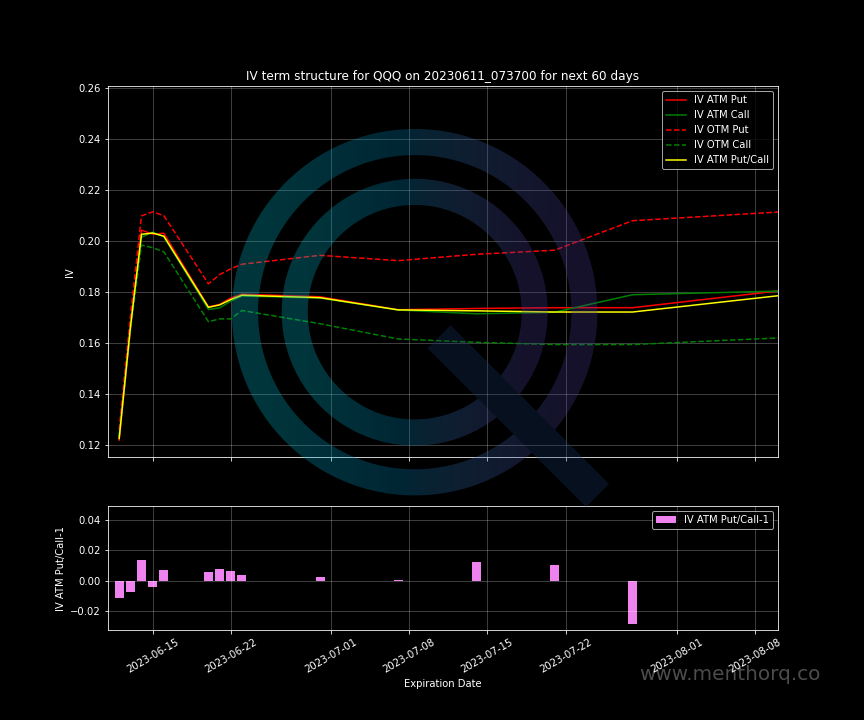 IV term structure for QQQ on 20230611_073700 for next 60 days
0.26
0.24
0.22
0.20
0.18
0.16
0.14
0.12
IV
IV ATM Put
IV ATM Call
IV OTM Put
IV OTM Call
IV ATM Put/Call
0.04
0.02
0.00
−0.02
IV ATM Put/Call-1
IV ATM Put/Call-1
2023-06-15
2023-06-22
2023-07-01
2023-07-08
2023-07-15
2023-07-22
2023-08-01
2023-08-08
Expiration Date
www.menthorq.co